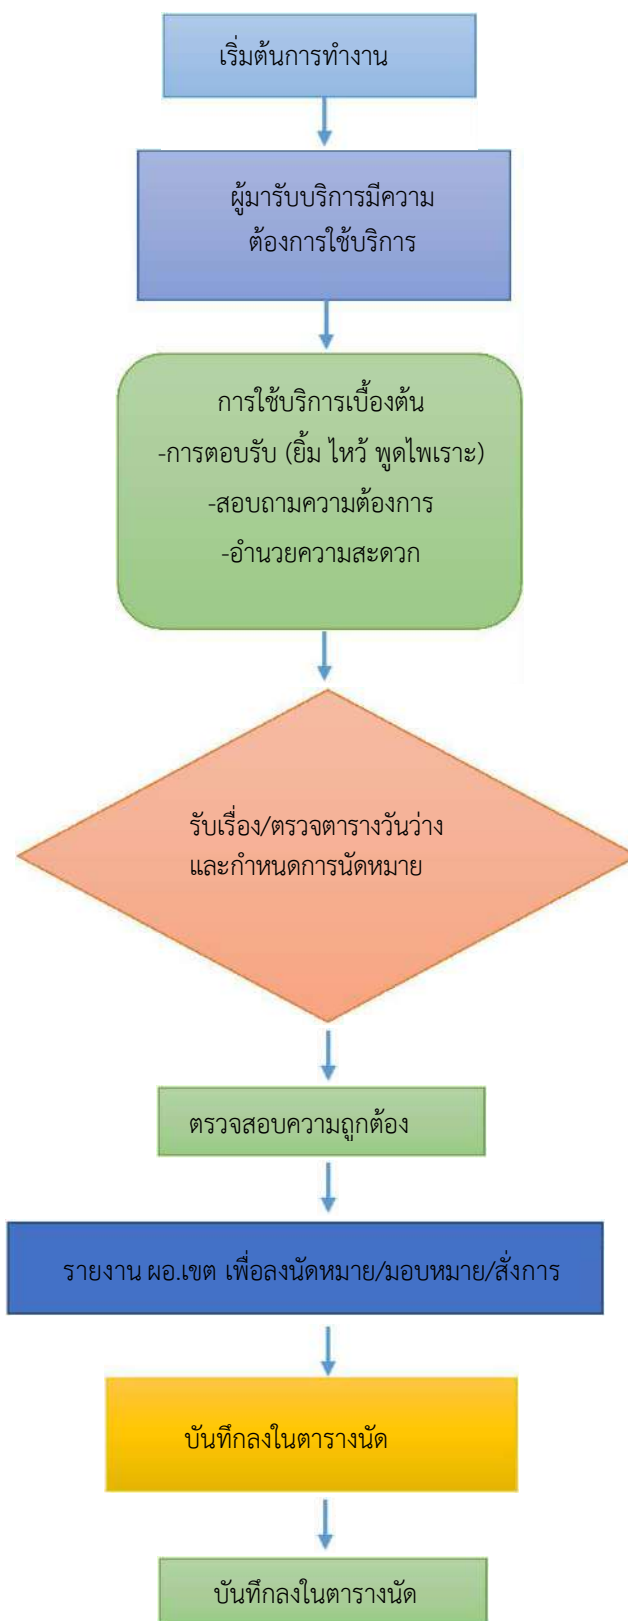 เริ่มต้นการทำงาน
ผู้มารับบริการมีความ
ต้องการใช้บริการ
การใช้บริการเบื้องต้น
-การตอบรับ (ยิ้ม ไหว้ พูดไพเราะ)
-สอบถามความต้องการ
-อำนวยความสะดวก
รับเรื่อง/ตรวจตารางวันว่าง
และกำหนดการนัดหมาย
ตรวจสอบความถูกต้อง
รายงาน ผอ.เขต เพื่อลงนัดหมาย/มอบหมาย/สั่งการ
บันทึกลงในตารางนัด
บันทึกลงในตารางนัด